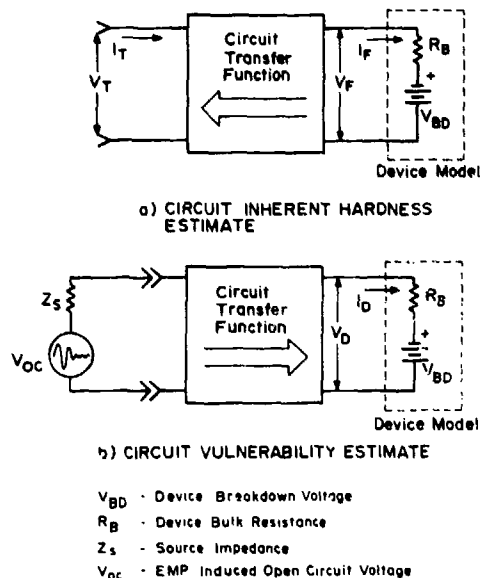 I_T
Circuit
Transfer
Function
I_F
R_B
V_T
V_F
+
V_BD
Device Model
a) CIRCUIT INHERENT HARDNESS
ESTIMATE
Z_S
Circuit
Transfer
Function
I_D
R_B
V_OC
V_D
+
V_BD
Device Model
b) CIRCUIT VULNERABILITY ESTIMATE
V_BD - Device Breakdown Voltage
R_B - Device Bulk Resistance
Z_S - Source Impedance
V_OC - EMP Induced Open Circuit Voltage